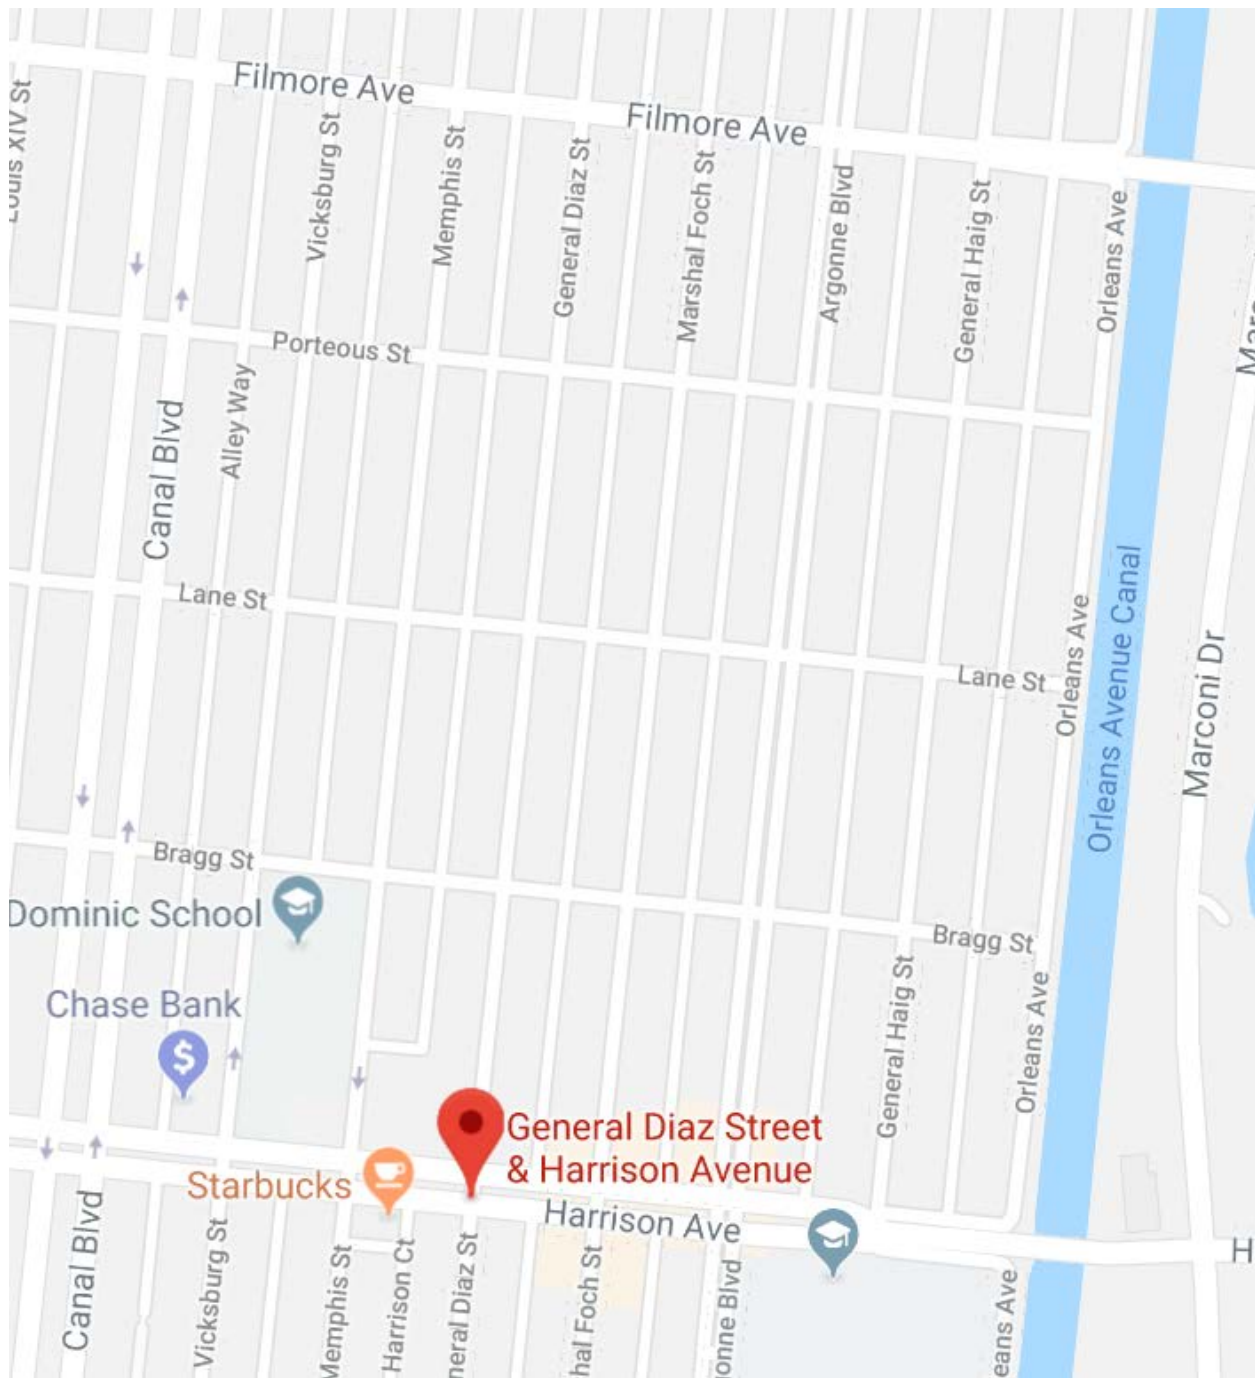 Filmore Ave
Filmore Ave
Louis XIV St
Vicksburg St
Memphis St
General Diaz St
Marshal Foch St
Argonne Blvd
General Haig St
Orleans Ave
Porteous St
Alley Way
Canal Blvd
Lane St
Lane St
Orleans Ave
Orleans Avenue Canal
Marconi Dr
Bragg St
Dominic School
Bragg St
Chase Bank
General Haig St
Orleans Ave
General Diaz Street
& Harrison Avenue
Starbucks
Harrison Ave
H
Canal Blvd
Vicksburg St
Memphis St
Harrison Ct
neral Diaz St
hal Foch St
onne Blvd
eans Ave